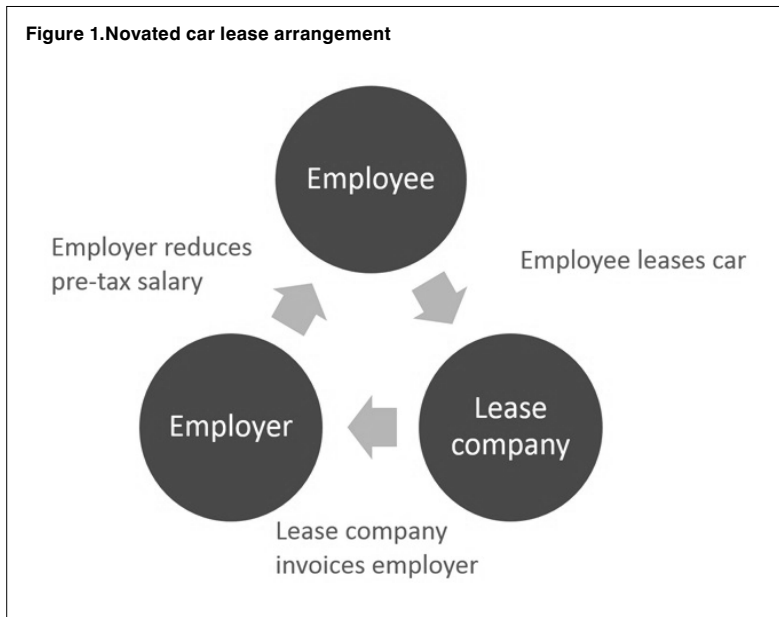 Figure 1.Novated car lease arrangement
Employee
Employer reduces
pre-tax salary
Employee leases car
Employer
Lease
company
Lease company
invoices employer